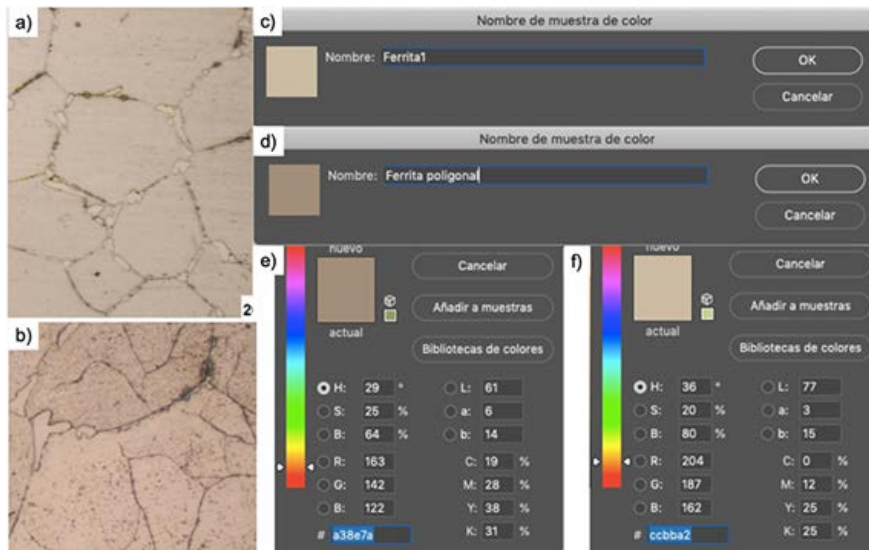 a)
2
b)
c)
Nombre de muestra de color
Nombre: Ferrita1
OK
Cancelar
d)
Nombre de muestra de color
Nombre: Ferrita poligonal
OK
Cancelar
e)
nuevo
actual
Cancelar
Añadir a muestras
Bibliotecas de colores
H: 29 °
L: 61
S: 25 %
a: 6
B: 64 %
b: 14
R: 163
C: 19 %
G: 142
M: 28 %
B: 122
Y: 38 %
# a38e7a
K: 31 %
f)
nuevo
actual
Cancelar
Añadir a muestras
Bibliotecas de colores
H: 36 °
L: 77
S: 20 %
a: 3
B: 80 %
b: 15
R: 204
C: 0 %
G: 187
M: 12 %
B: 162
Y: 25 %
# ccbba2
K: 25 %